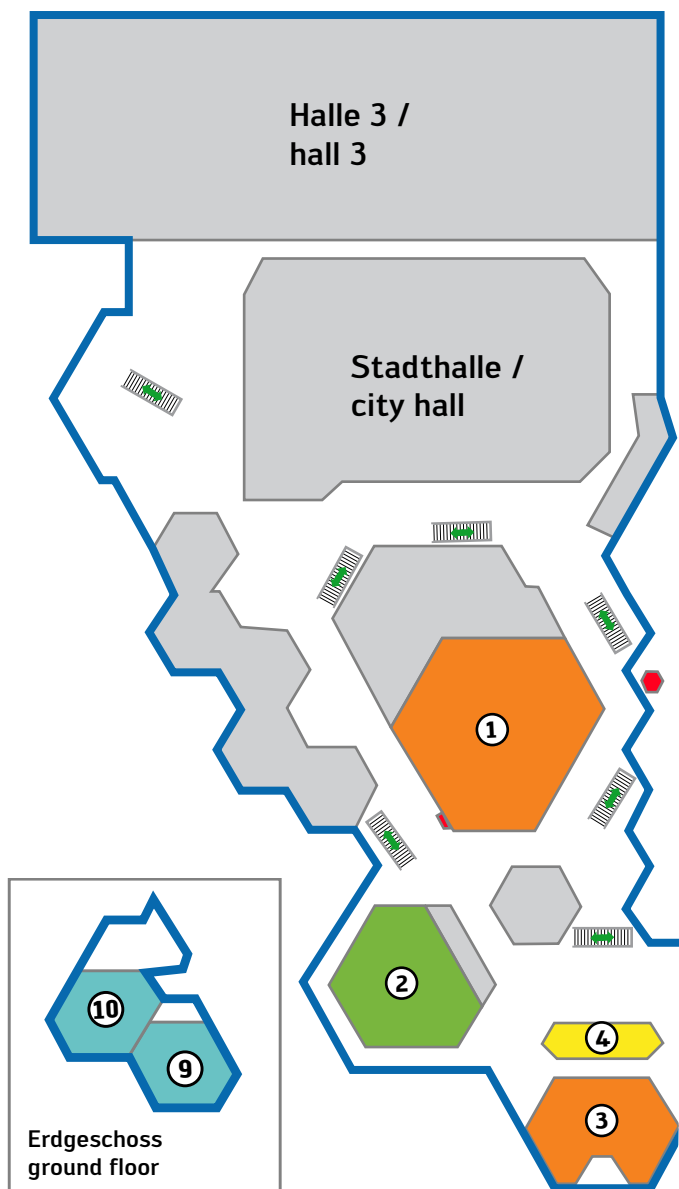 Halle 3 /
hall 3
Stadthalle /
city hall
1
2
4
3
10
9
Erdgeschoss
ground floor